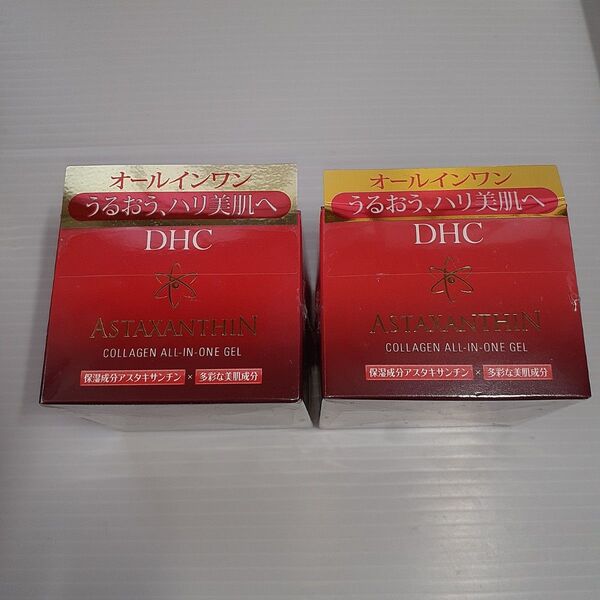 オールインワン
うるおう、ハリ美肌へ
DHC
ASTAXANTHIN
COLLAGEN ALL-IN-ONE GEL
保湿成分アスタキサンチン × 多彩な美肌成分
オールインワン
うるおう、ハリ美肌へ
DHC
ASTAXANTHIN
COLLAGEN ALL-IN-ONE GEL
保湿成分アスタキサンチン × 多彩な美肌成分